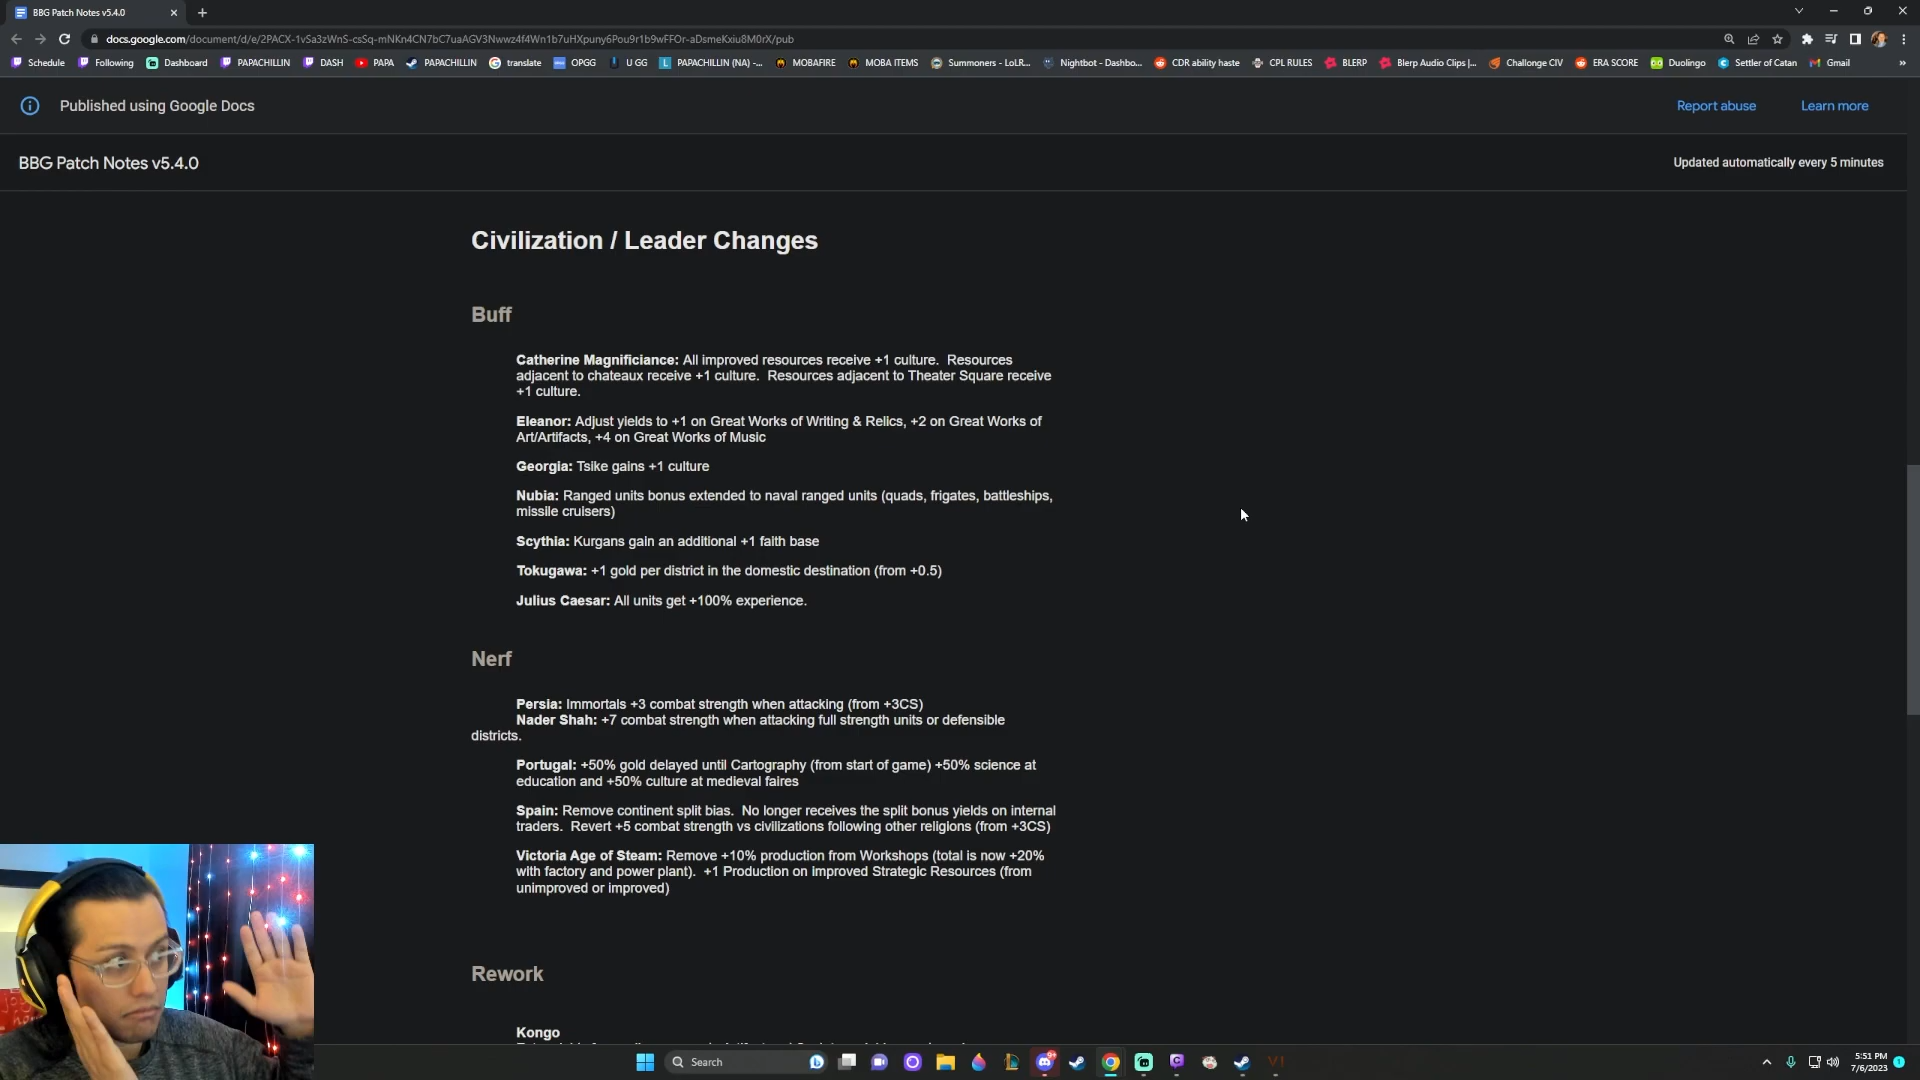 BBG Patch Notes v5.4.0
docs.google.com/document/d/e/2PACX-1vSa3zWnS-csSq-mNKn4CN7bC7uaAGV3Nwwz4f4Wn1b7uHXpuny6Pou9r1b9wFFOr-aDsmeKxiu8M0rX/pub
Schedule Following Dashboard PAPACHILLIN DASH PAPA PAPACHILLIN translate OPGG U GG PAPACHILLIN (NA) -... MOBAFIRE MOBA ITEMS Summoners - LoLR... Nightbot - Dashbo... CDR ability haste CPL RULES BLERP Blerp Audio Clips |... Challonge CIV ERA SCORE Duolingo Settler of Catan Gmail »
Published using Google Docs Report abuse Learn more
BBG Patch Notes v5.4.0 Updated automatically every 5 minutes
Civilization / Leader Changes
Buff
Catherine Magnificiance: All improved resources receive +1 culture. Resources
adjacent to chateaux receive +1 culture. Resources adjacent to Theater Square receive
+1 culture.
Eleanor: Adjust yields to +1 on Great Works of Writing & Relics, +2 on Great Works of
Art/Artifacts, +4 on Great Works of Music
Georgia: Tsike gains +1 culture
Nubia: Ranged units bonus extended to naval ranged units (quads, frigates, battleships,
missile cruisers)
Scythia: Kurgans gain an additional +1 faith base
Tokugawa: +1 gold per district in the domestic destination (from +0.5)
Julius Caesar: All units get +100% experience.
Nerf
Persia: Immortals +3 combat strength when attacking (from +3CS)
Nader Shah: +7 combat strength when attacking full strength units or defensible
districts.
Portugal: +50% gold delayed until Cartography (from start of game) +50% science at
education and +50% culture at medieval faires
Spain: Remove continent split bias. No longer receives the split bonus yields on internal
traders. Revert +5 combat strength vs civilizations following other religions (from +3CS)
Victoria Age of Steam: Remove +10% production from Workshops (total is now +20%
with factory and power plant). +1 Production on improved Strategic Resources (from
unimproved or improved)
Rework
Kongo
Search
5:51 PM
7/6/2023